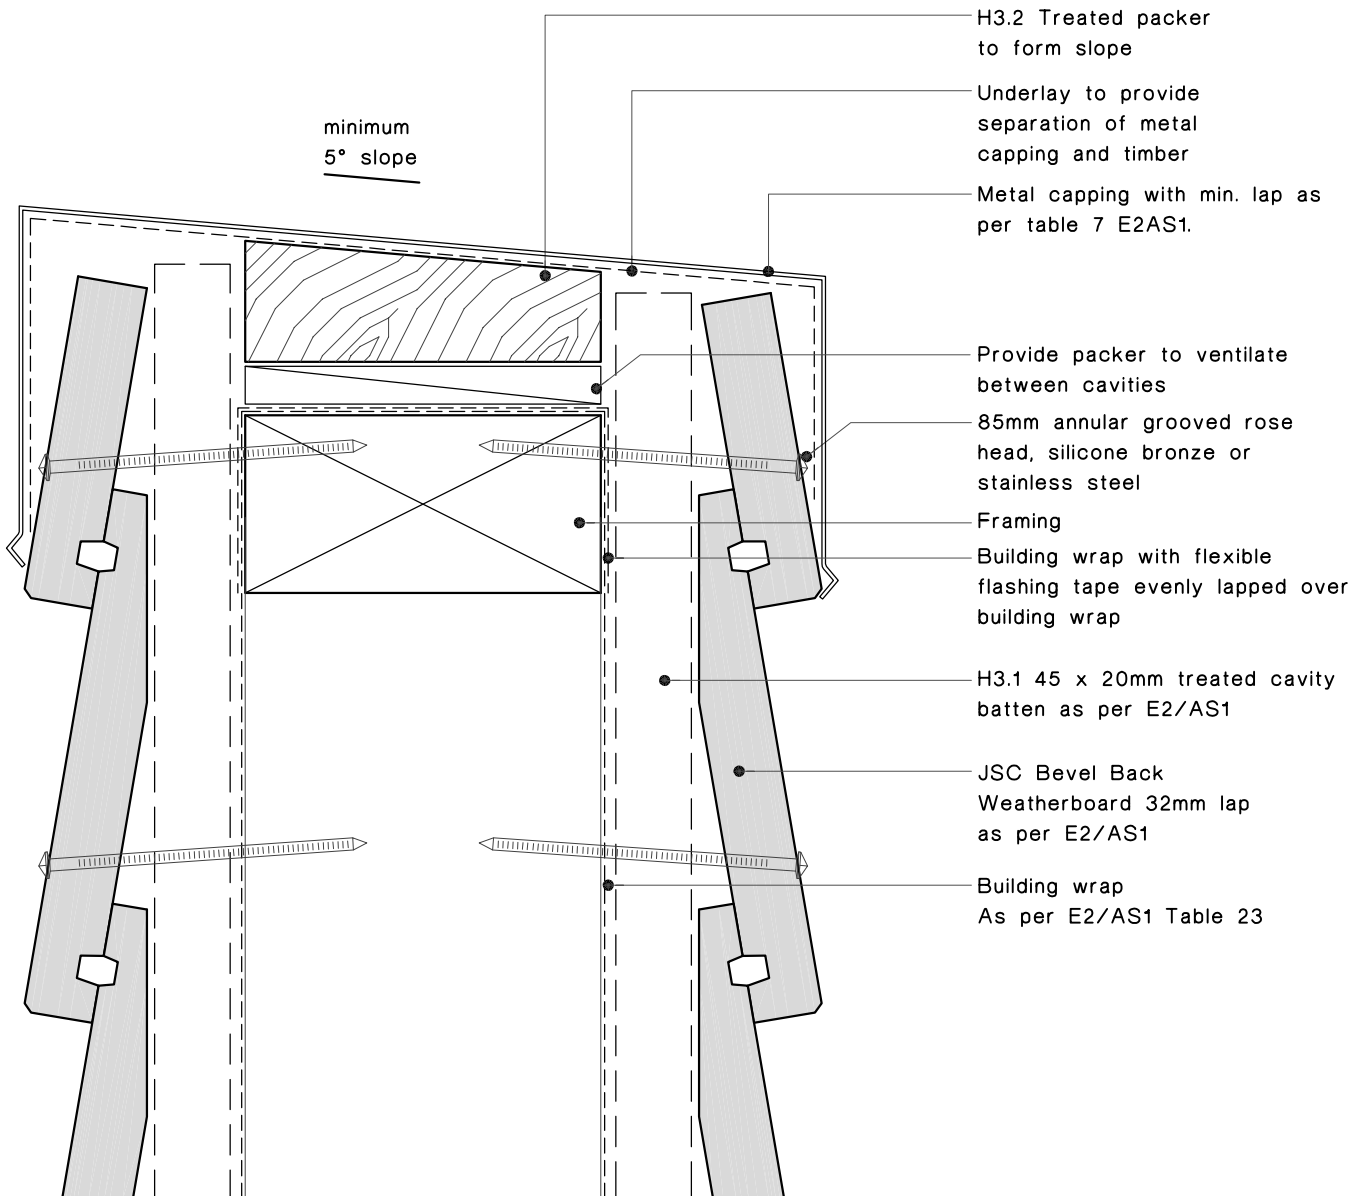 H3.2 Treated packer
to form slope
Underlay to provide
separation of metal
capping and timber
minimum
5° slope
Metal capping with min. lap as
per table 7 E2AS1.
Provide packer to ventilate
between cavities
85mm annular grooved rose
head, silicone bronze or
stainless steel
Framing
Building wrap with flexible
flashing tape evenly lapped over
building wrap
H3.1 45 x 20mm treated cavity
batten as per E2/AS1
JSC Bevel Back
Weatherboard 32mm lap
as per E2/AS1
Building wrap
As per E2/AS1 Table 23